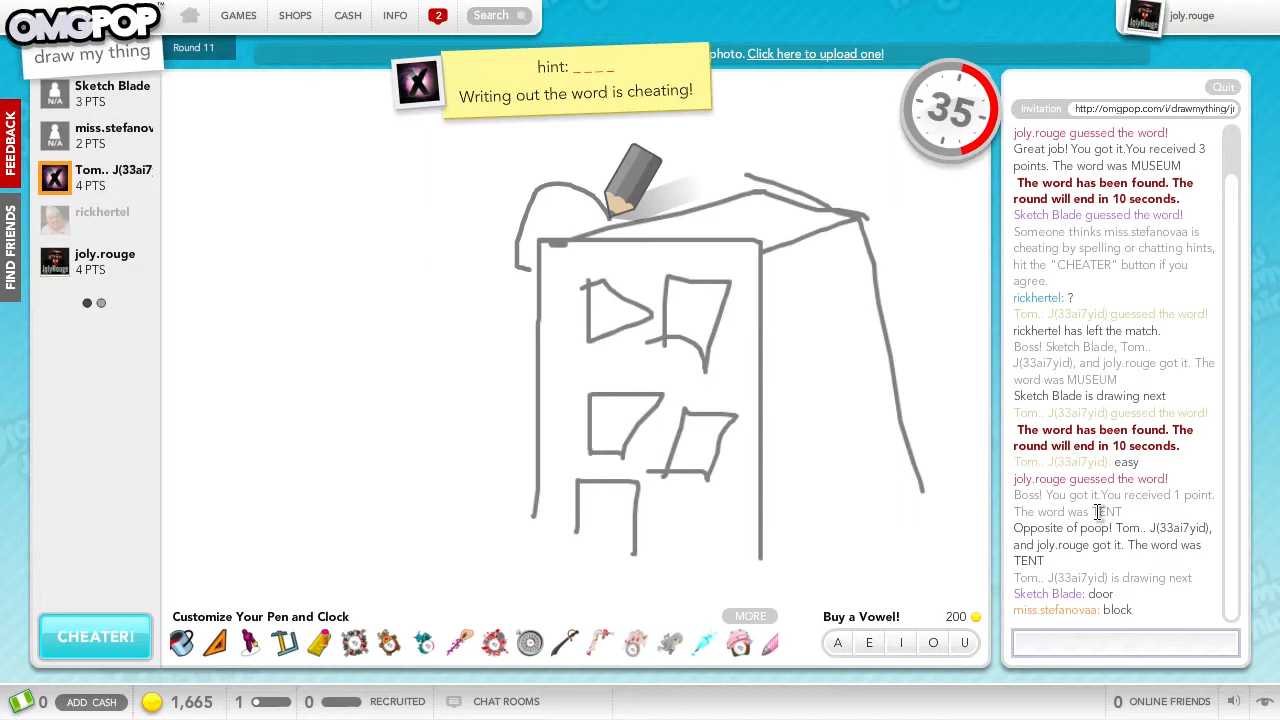 OMGPOP™
draw my thing
GAMES
SHOPS
CASH
INFO
2
Search
joly.rouge
Round 11
photo. Click here to upload one!
hint: _ _ _ _
Writing out the word is cheating!
35
FEEDBACK
FIND FRIENDS
N/A
Sketch Blade
3 PTS
N/A
miss.stefanov
2 PTS
Tom.. J(33ai7
4 PTS
rickhertel
joly.rouge
4 PTS
CHEATER!
Customize Your Pen and Clock
MORE
Buy a Vowel!
200
A E I O U
Quit
Invitation http://omgpop.com/i/drawmything/jr
joly.rouge guessed the word!
Great job! You got it.You received 3
points. The word was MUSEUM
The word has been found. The
round will end in 10 seconds.
Sketch Blade guessed the word!
Someone thinks miss.stefanovaa is
cheating by spelling or chatting hints,
hit the "CHEATER" button if you
agree.
rickhertel: ?
Tom.. J(33ai7yid) guessed the word!
rickhertel has left the match.
Boss! Sketch Blade, Tom..
J(33ai7yid), and joly.rouge got it. The
word was MUSEUM
Sketch Blade is drawing next
Tom.. J(33ai7yid) guessed the word!
The word has been found. The
round will end in 10 seconds.
Tom.. J(33ai7yid): easy
joly.rouge guessed the word!
Boss! You got it.You received 1 point.
The word was TENT
Opposite of poop! Tom.. J(33ai7yid),
and joly.rouge got it. The word was
TENT
Tom.. J(33ai7yid) is drawing next
Sketch Blade: door
miss.stefanovaa: block
0 ADD CASH
1,665
1
0
RECRUITED
CHAT ROOMS
0 ONLINE FRIENDS